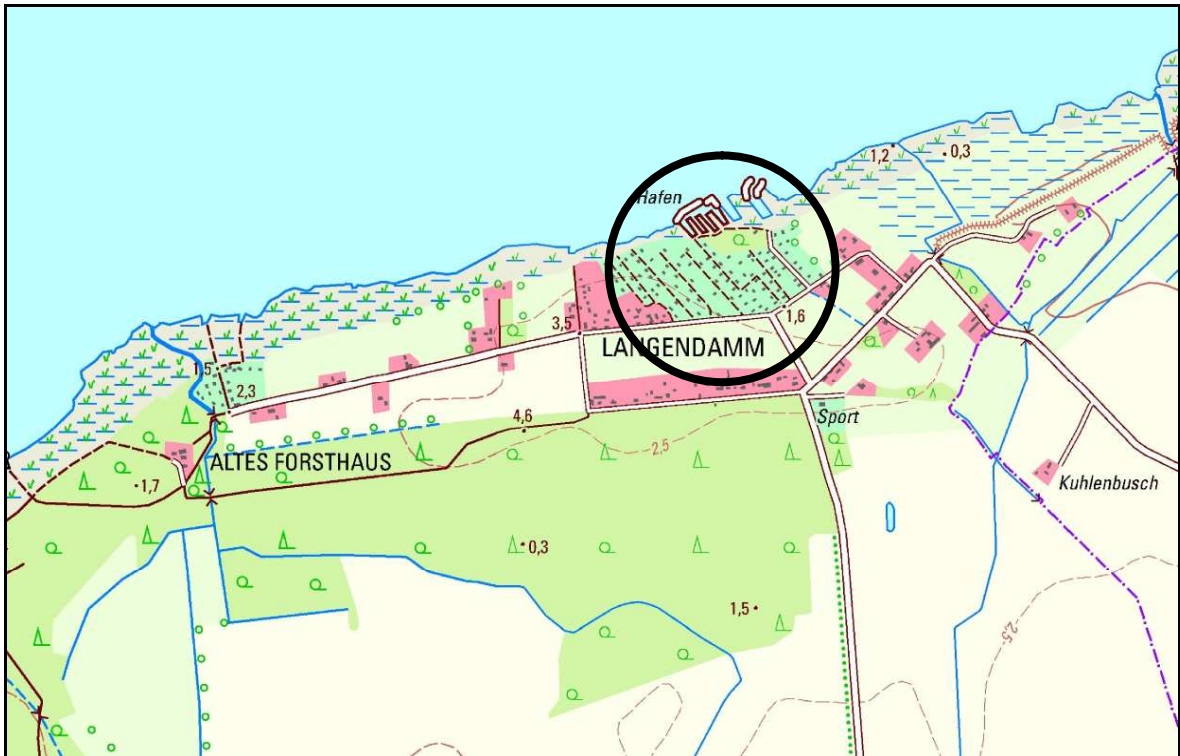 1,2
0,3
Hafen
3,5
1,6
LANGENDAMM
1,5
2,3
4,6
Sport
2,5
ALTES FORSTHAUS
1,7
Kuhlenbusch
0,3
1,5
2,5